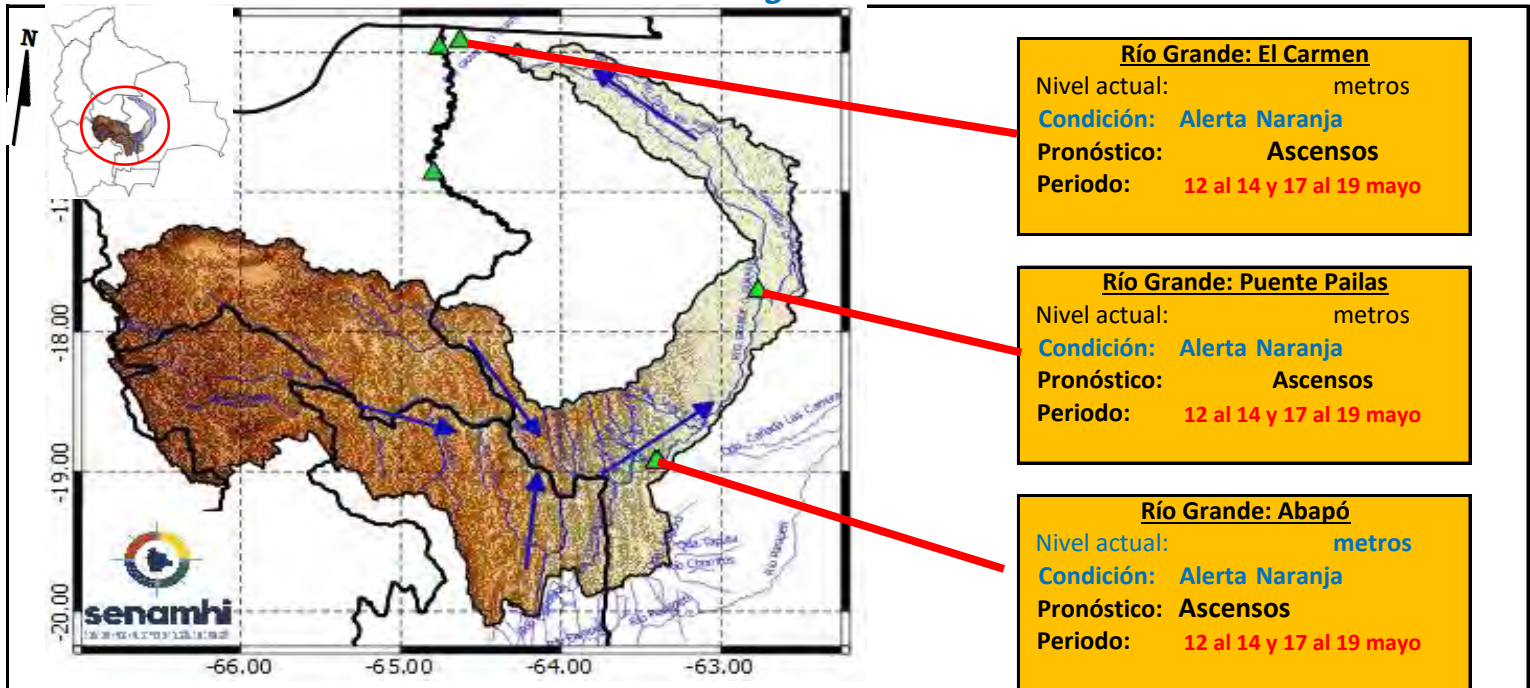 N
Río Grande: El Carmen
Nivel actual: metros
Condición: Alerta Naranja
Pronóstico: Ascensos
Periodo: 12 al 14 y 17 al 19 mayo
Río Grande: Puente Pailas
Nivel actual: metros
Condición: Alerta Naranja
Pronóstico: Ascensos
Periodo: 12 al 14 y 17 al 19 mayo
Río Grande: Abapó
Nivel actual: metros
Condición: Alerta Naranja
Pronóstico: Ascensos
Periodo: 12 al 14 y 17 al 19 mayo
-18.00
-19.00
-20.00
Qda. Cañada Las
senamhi
-66.00 -65.00 -64.00 -63.00